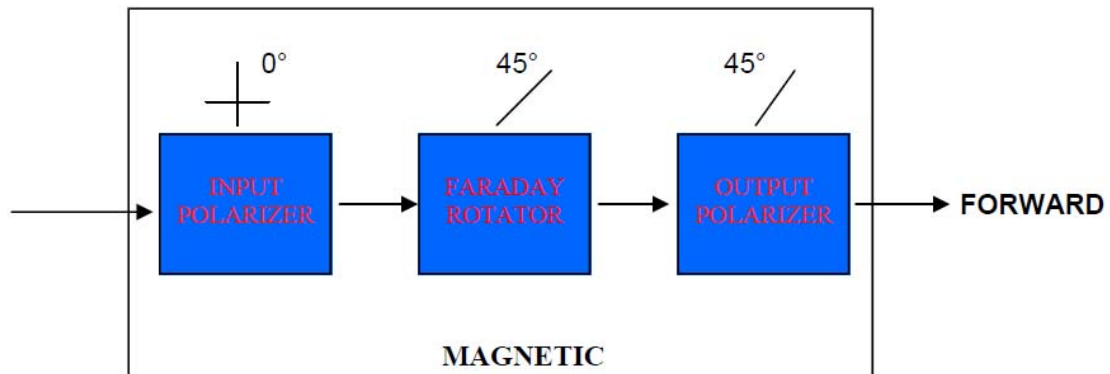 0°
45°
45°
INPUT
POLARIZER
FARADAY
ROTATOR
OUTPUT
POLARIZER
FORWARD
MAGNETIC